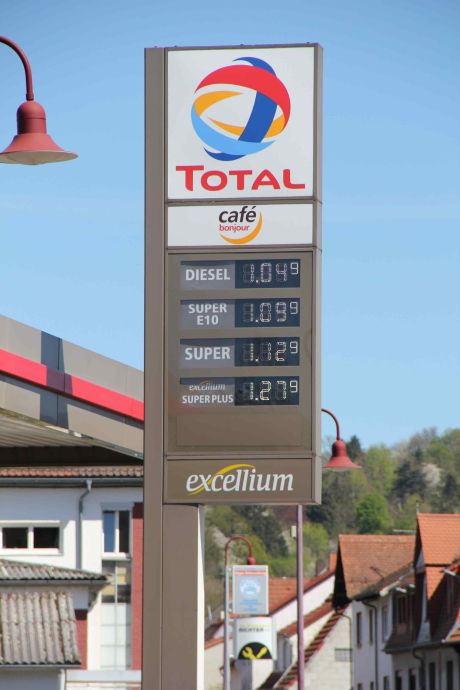 TOTAL
café
bonjour
DIESEL 1.04⁹
SUPER
E10 1.09⁹
SUPER 1.12⁹
excellium
SUPER PLUS 1.27⁹
excellium
RICHTER